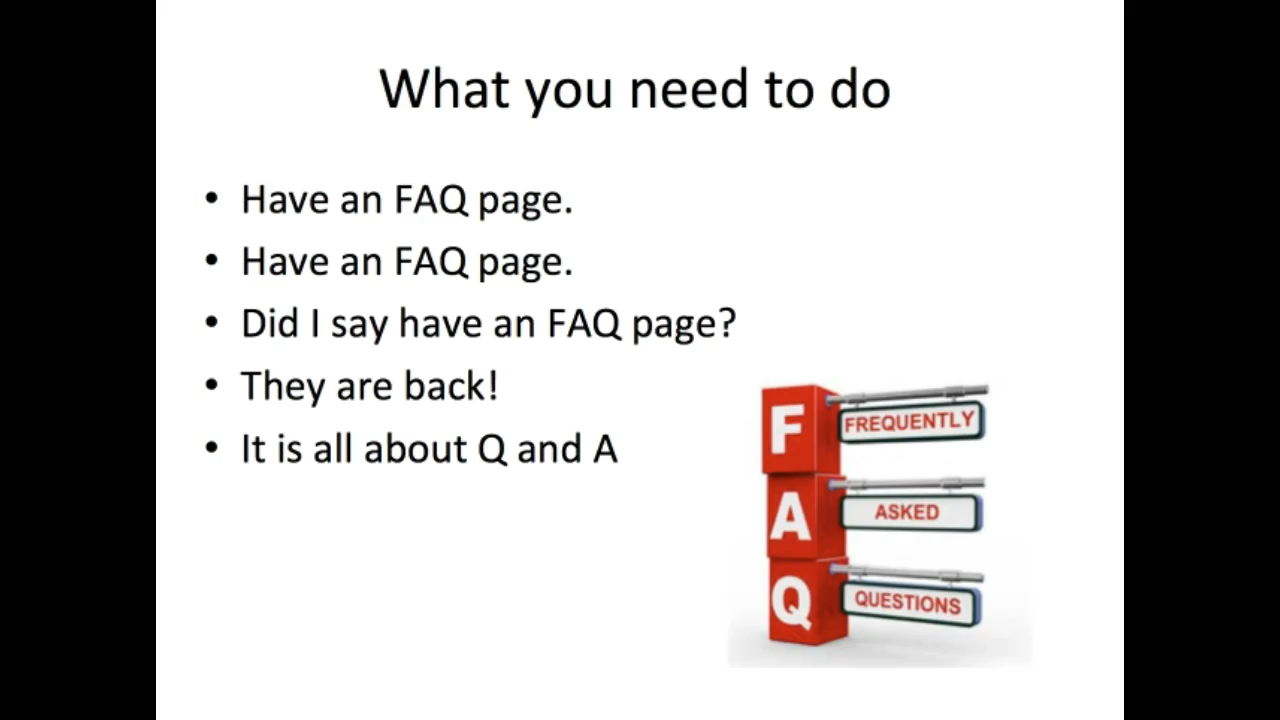 What you need to do
• Have an FAQ page.
• Have an FAQ page.
• Did I say have an FAQ page?
• They are back!
• It is all about Q and A
F
FREQUENTLY
A
ASKED
Q
QUESTIONS